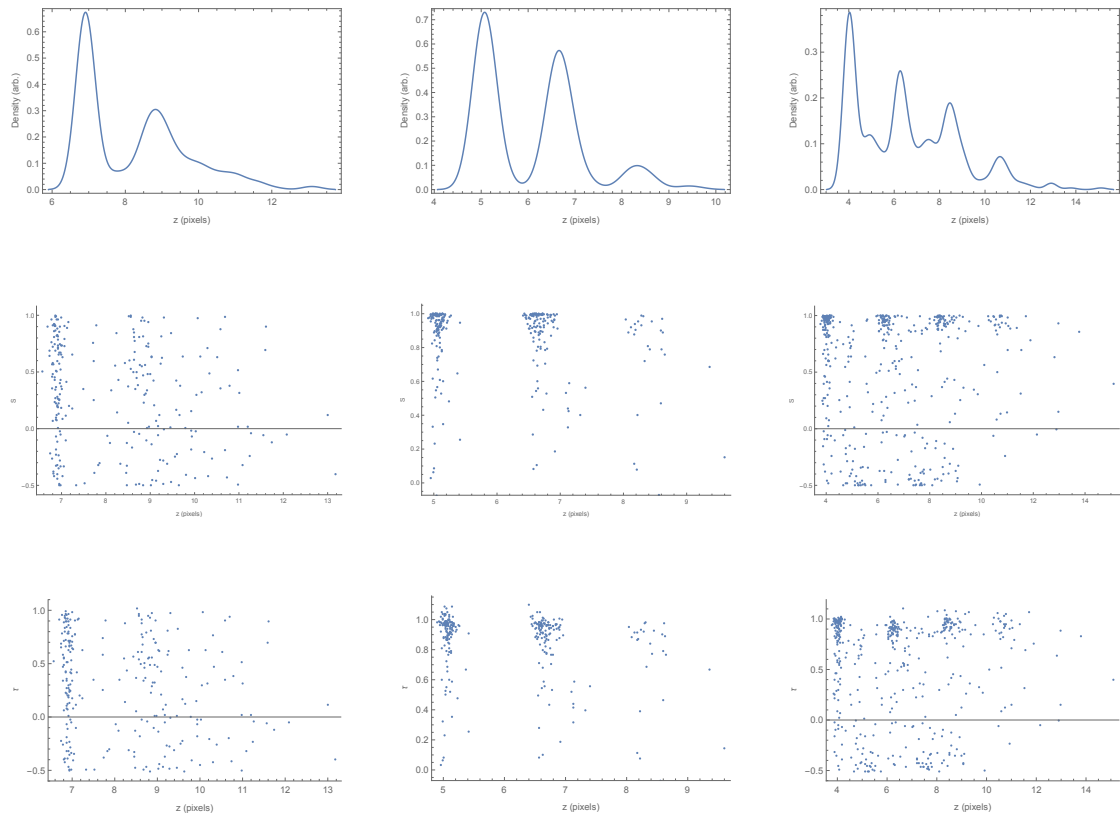 0.6
0.5
0.4
0.3
0.2
0.1
0.0
Density (arb.)
6 8 10 12
z (pixels)
0.7
0.6
0.5
0.4
0.3
0.2
0.1
0.0
Density (arb.)
4 5 6 7 8 9 10
z (pixels)
0.3
0.2
0.1
0.0
Density (arb.)
4 6 8 10 12 14
z (pixels)
1.0
0.5
0.0
-0.5
S
7 8 9 10 11 12 13
z (pixels)
1.0
0.8
0.6
0.4
0.2
0.0
S
5 6 7 8 9
z (pixels)
1.0
0.5
0.0
-0.5
S
4 6 8 10 12 14
z (pixels)
1.0
0.5
0.0
-0.5
τ
7 8 9 10 11 12 13
z (pixels)
1.0
0.8
0.6
0.4
0.2
0.0
τ
5 6 7 8 9
z (pixels)
1.0
0.5
0.0
-0.5
τ
4 6 8 10 12 14
z (pixels)